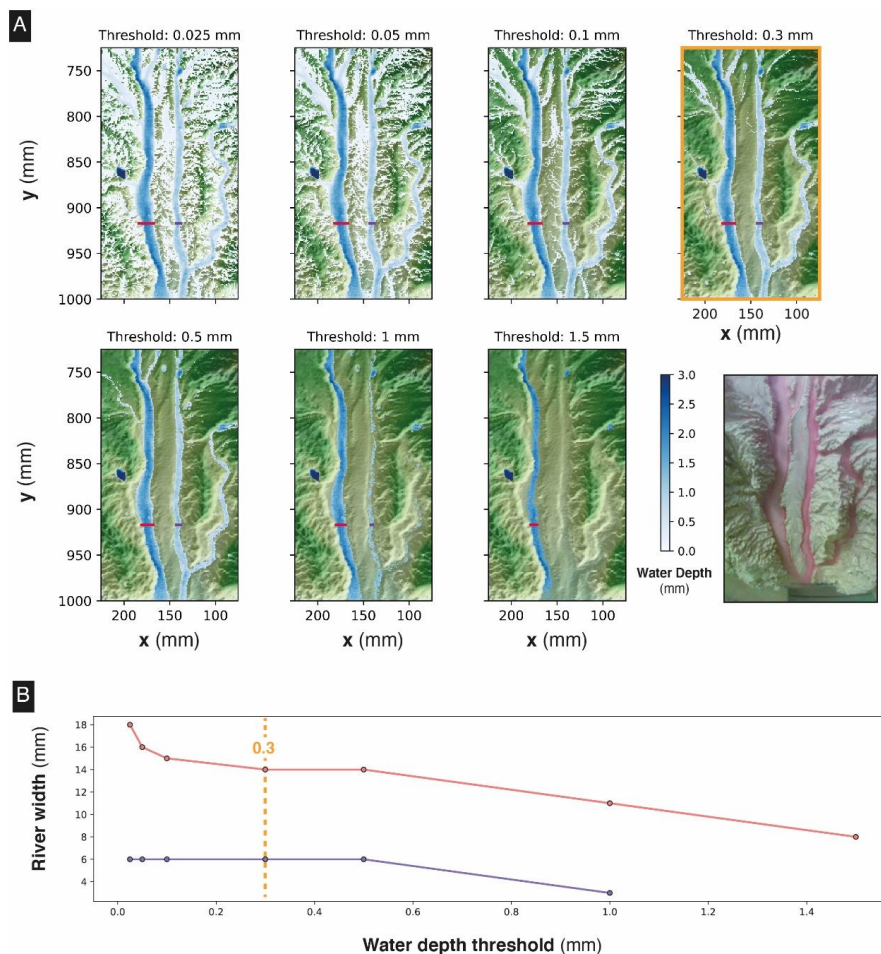 A
Threshold: 0.025 mm
Threshold: 0.05 mm
Threshold: 0.1 mm
Threshold: 0.3 mm
y (mm)
750
800
850
900
950
1000
200
150
100
x (mm)
Threshold: 0.5 mm
Threshold: 1 mm
Threshold: 1.5 mm
y (mm)
750
800
850
900
950
1000
200
150
100
x (mm)
200
150
100
x (mm)
200
150
100
x (mm)
3.0
2.5
2.0
1.5
1.0
0.5
0.0
Water Depth
(mm)
B
River width (mm)
18
16
14
12
10
8
6
4
0.3
0.0
0.2
0.4
0.6
0.8
1.0
1.2
1.4
Water depth threshold (mm)